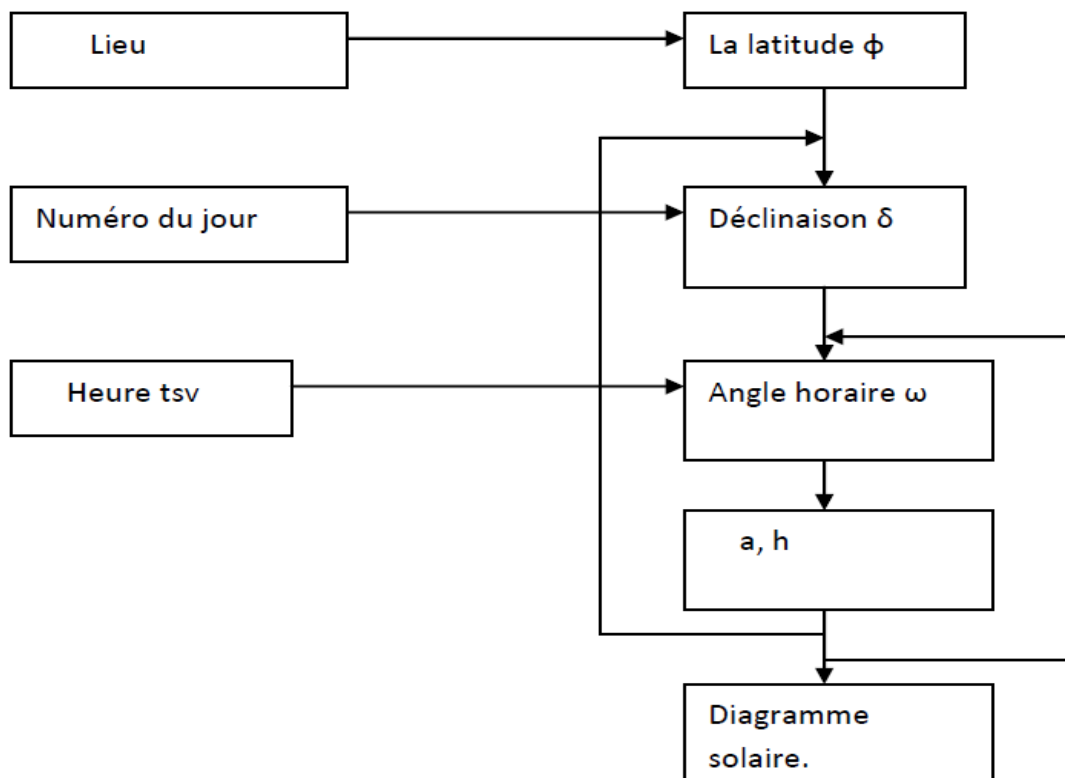 Lieu
La latitude ϕ
Numéro du jour
Déclinaison δ
Heure tsv
Angle horaire ω
a, h
Diagramme
solaire.